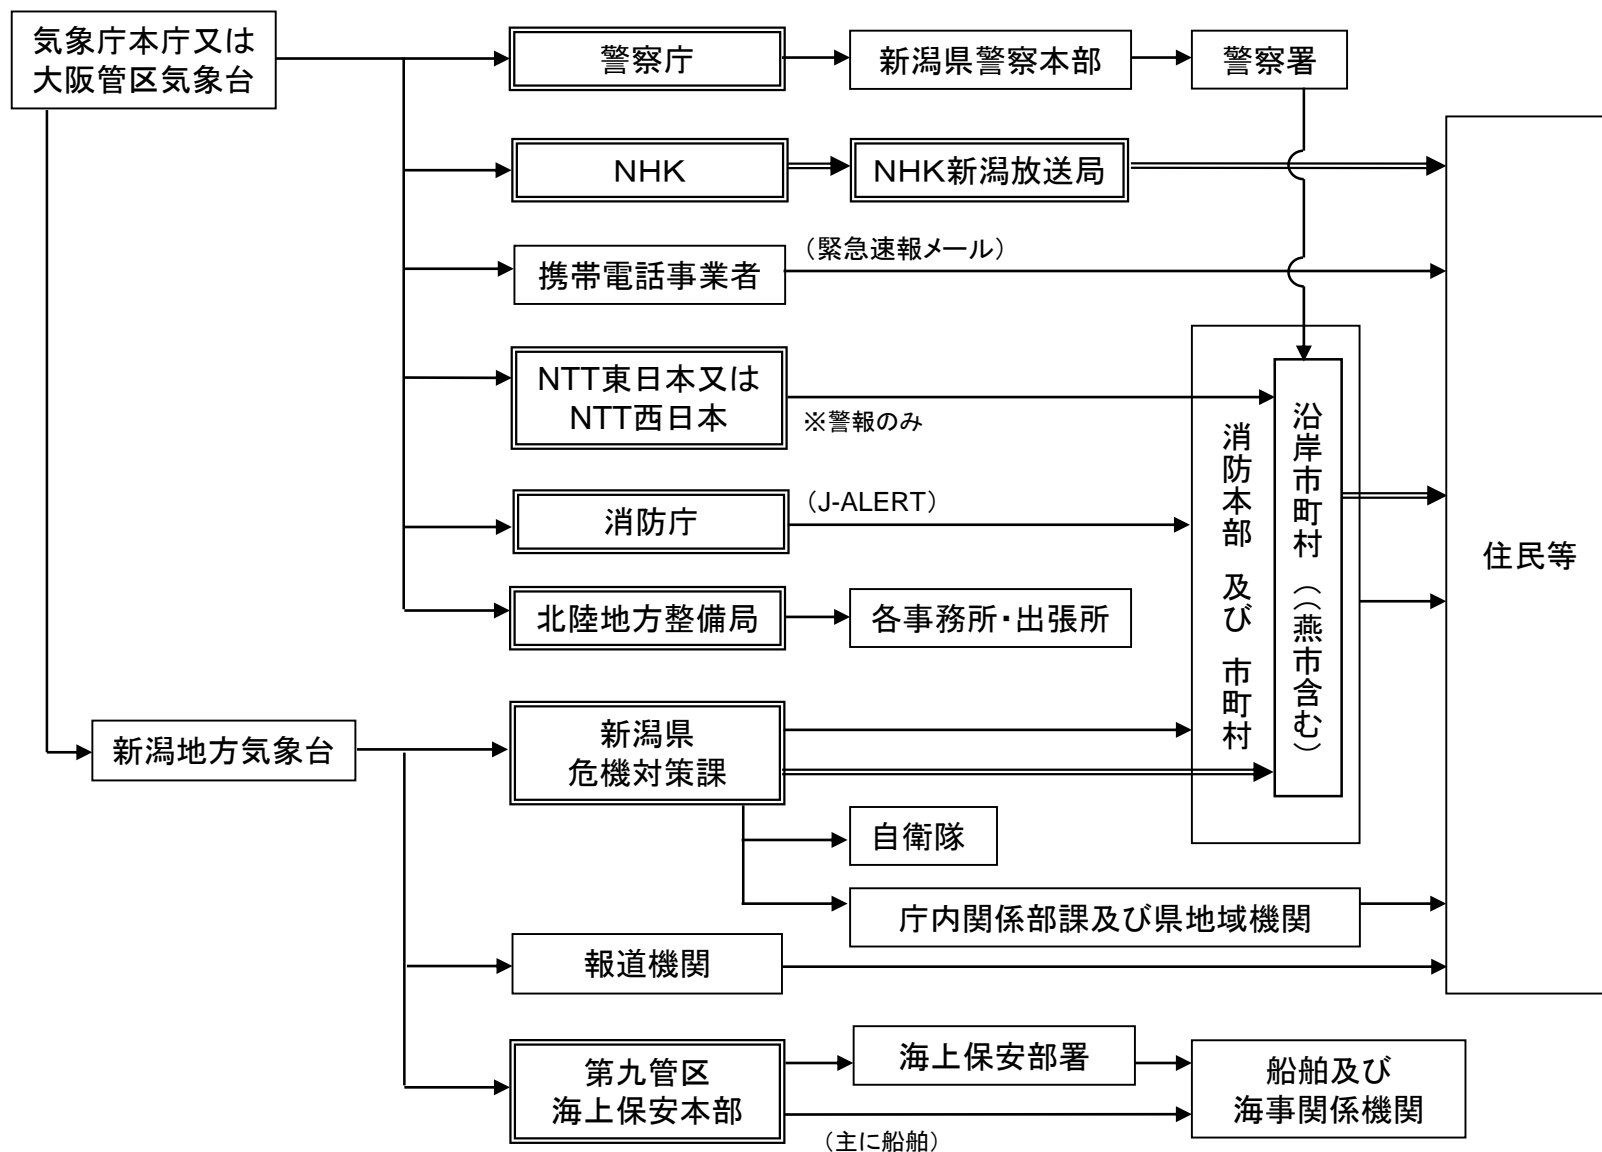 気象庁本庁又は
大阪管区気象台
警察庁
新潟県警察本部
警察署
NHK
NHK新潟放送局
携帯電話事業者
（緊急速報メール）
NTT東日本又は
NTT西日本
※警報のみ
消防庁
（J-ALERT）
北陸地方整備局
各事務所・出張所
消防本部 及び 市町村
沿岸市町村（（燕市含む）
住民等
新潟地方気象台
新潟県
危機対策課
自衛隊
庁内関係部課及び県地域機関
報道機関
第九管区
海上保安本部
海上保安部署
（主に船舶）
船舶及び
海事関係機関